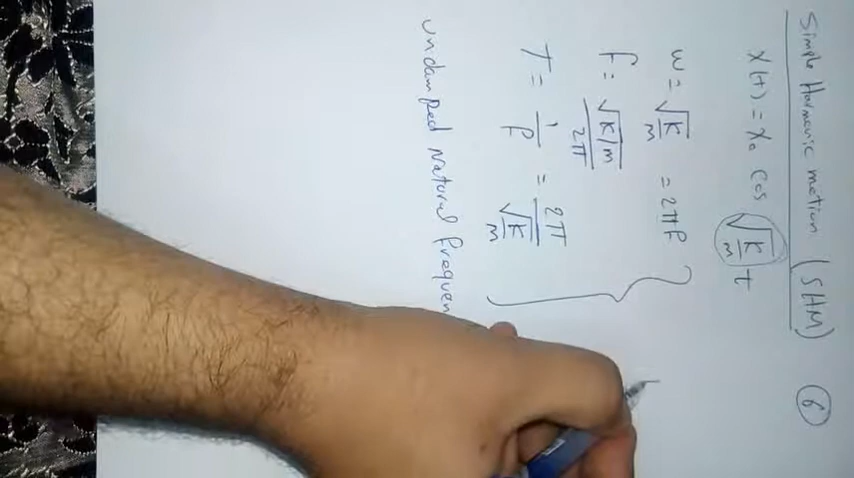 Simple Harmonic motion (SHM) 6
X(t) = X₀ cos √(K/m) t
w = √(K/m) = 2πf
f = √(K/m) / 2π
T = 1/f = 2π / √(K/m)
undamped natural frequen